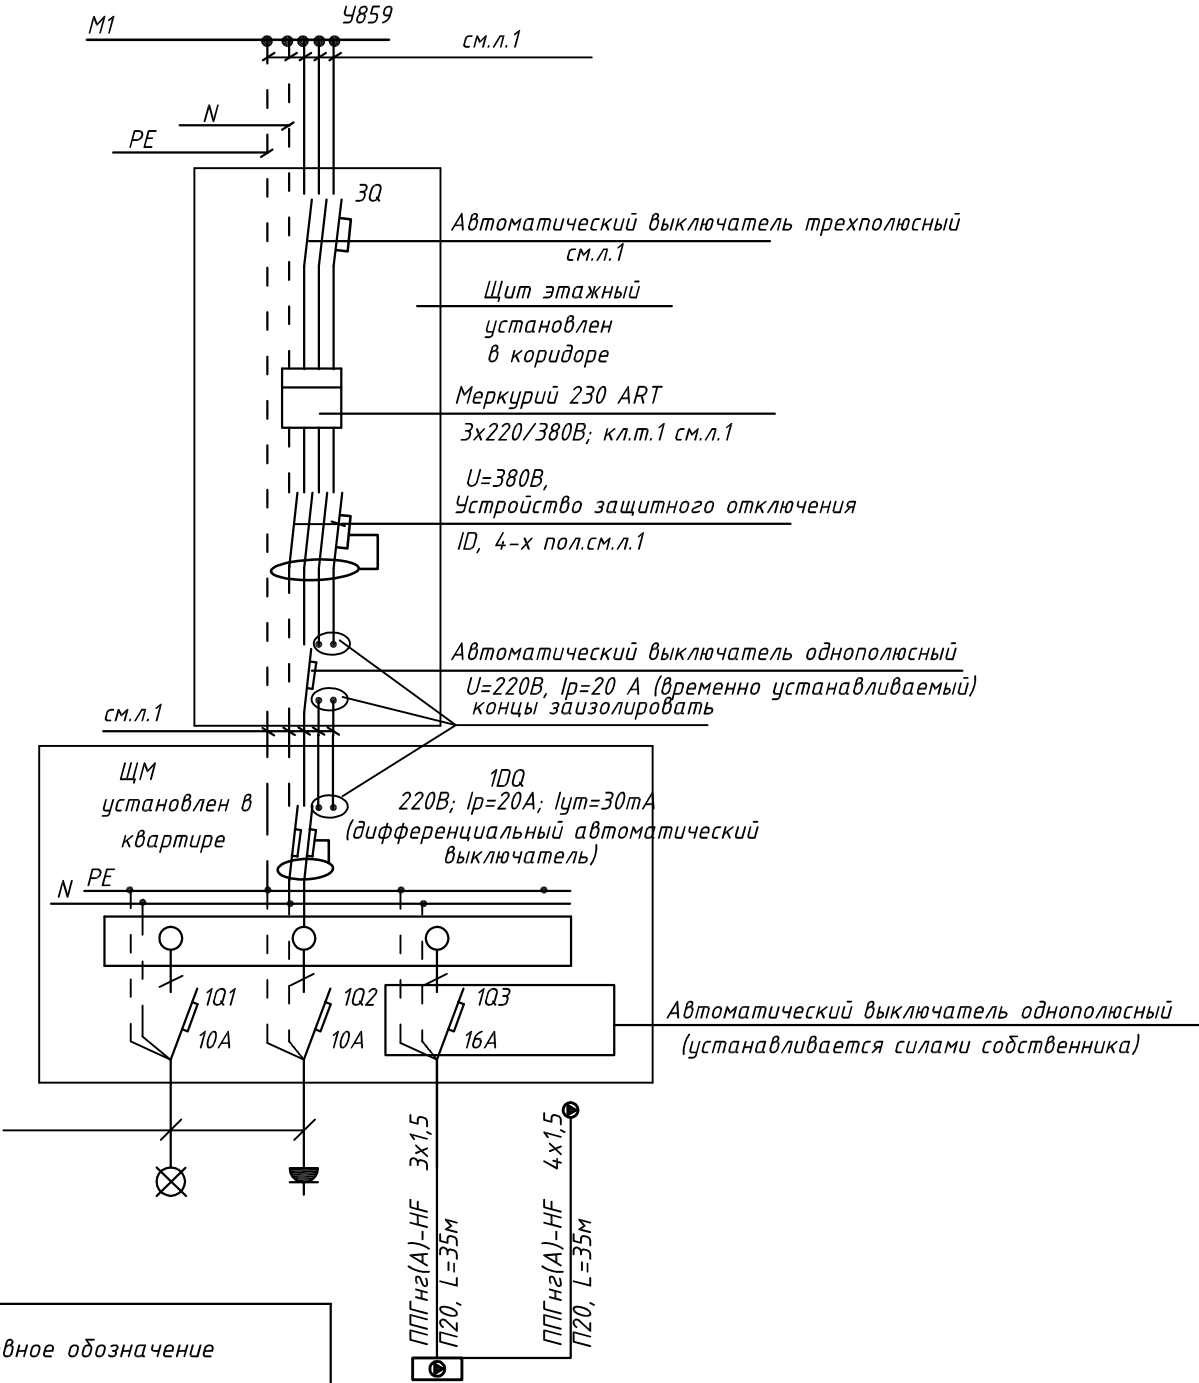 М1
У859
см.л.1
N
PE
3Q
Автоматический выключатель трехполюсный
см.л.1
Щит этажный
установлен
в коридоре
Меркурий 230 ART
3x220/380В; кл.т.1 см.л.1
U=380В,
Устройство защитного отключения
ID, 4-х пол.см.л.1
Автоматический выключатель однополюсный
U=220В, Iр=20 А (временно устанавливаемый)
концы заизолировать
см.л.1
ЩМ
установлен в
квартире
1DQ
220В; Iр=20А; Iут=30mA
(дифференциальный автоматический
выключатель)
PE
N
1Q1
10А
1Q2
10А
1Q3
16А
Автоматический выключатель однополюсный
(устанавливается силами собственника)
ППГнг(А)-HF 3x1,5
П20, L=35м
ППГнг(А)-HF 4x1,5
П20, L=35м
вное обозначение